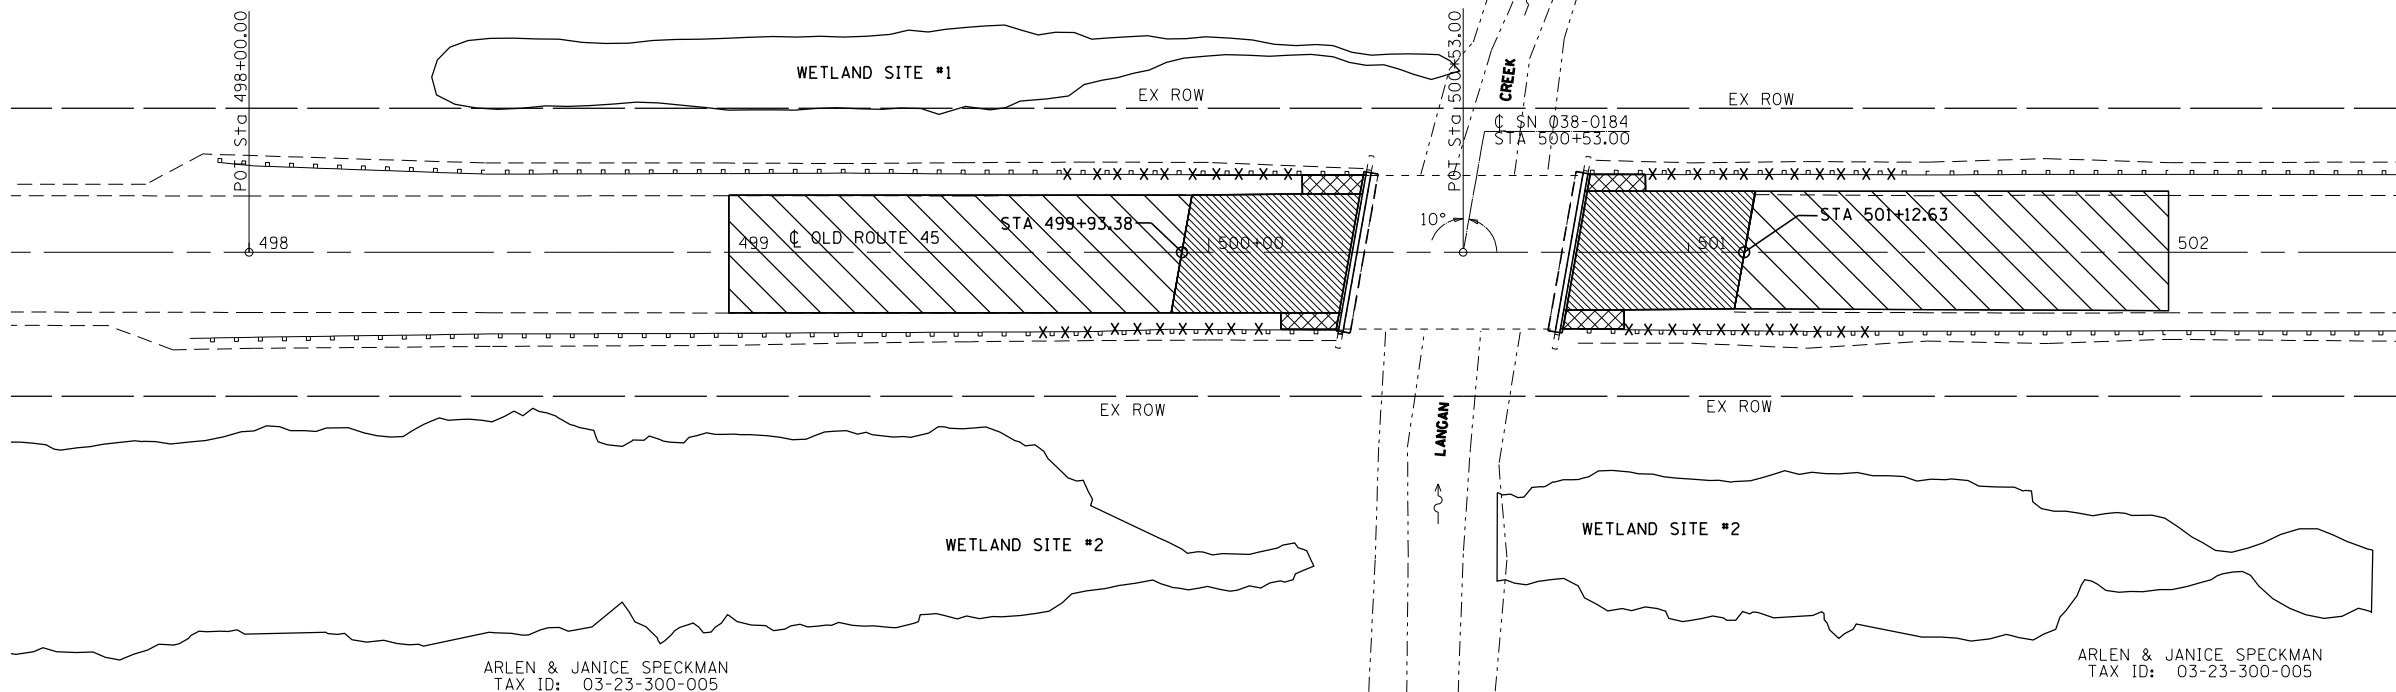 POT Sta 498+00.00
WETLAND SITE #1
EX ROW
POT Sta 500+53.00
CREEK
EX ROW
℄ SN 038-0184
STA 500+53.00
10°
498
499
℄ OLD ROUTE 45
STA 499+93.38
500+00
501
STA 501+12.63
502
EX ROW
EX ROW
LANGAN
WETLAND SITE #2
WETLAND SITE #2
ARLEN & JANICE SPECKMAN
TAX ID: 03-23-300-005
ARLEN & JANICE SPECKMAN
TAX ID: 03-23-300-005